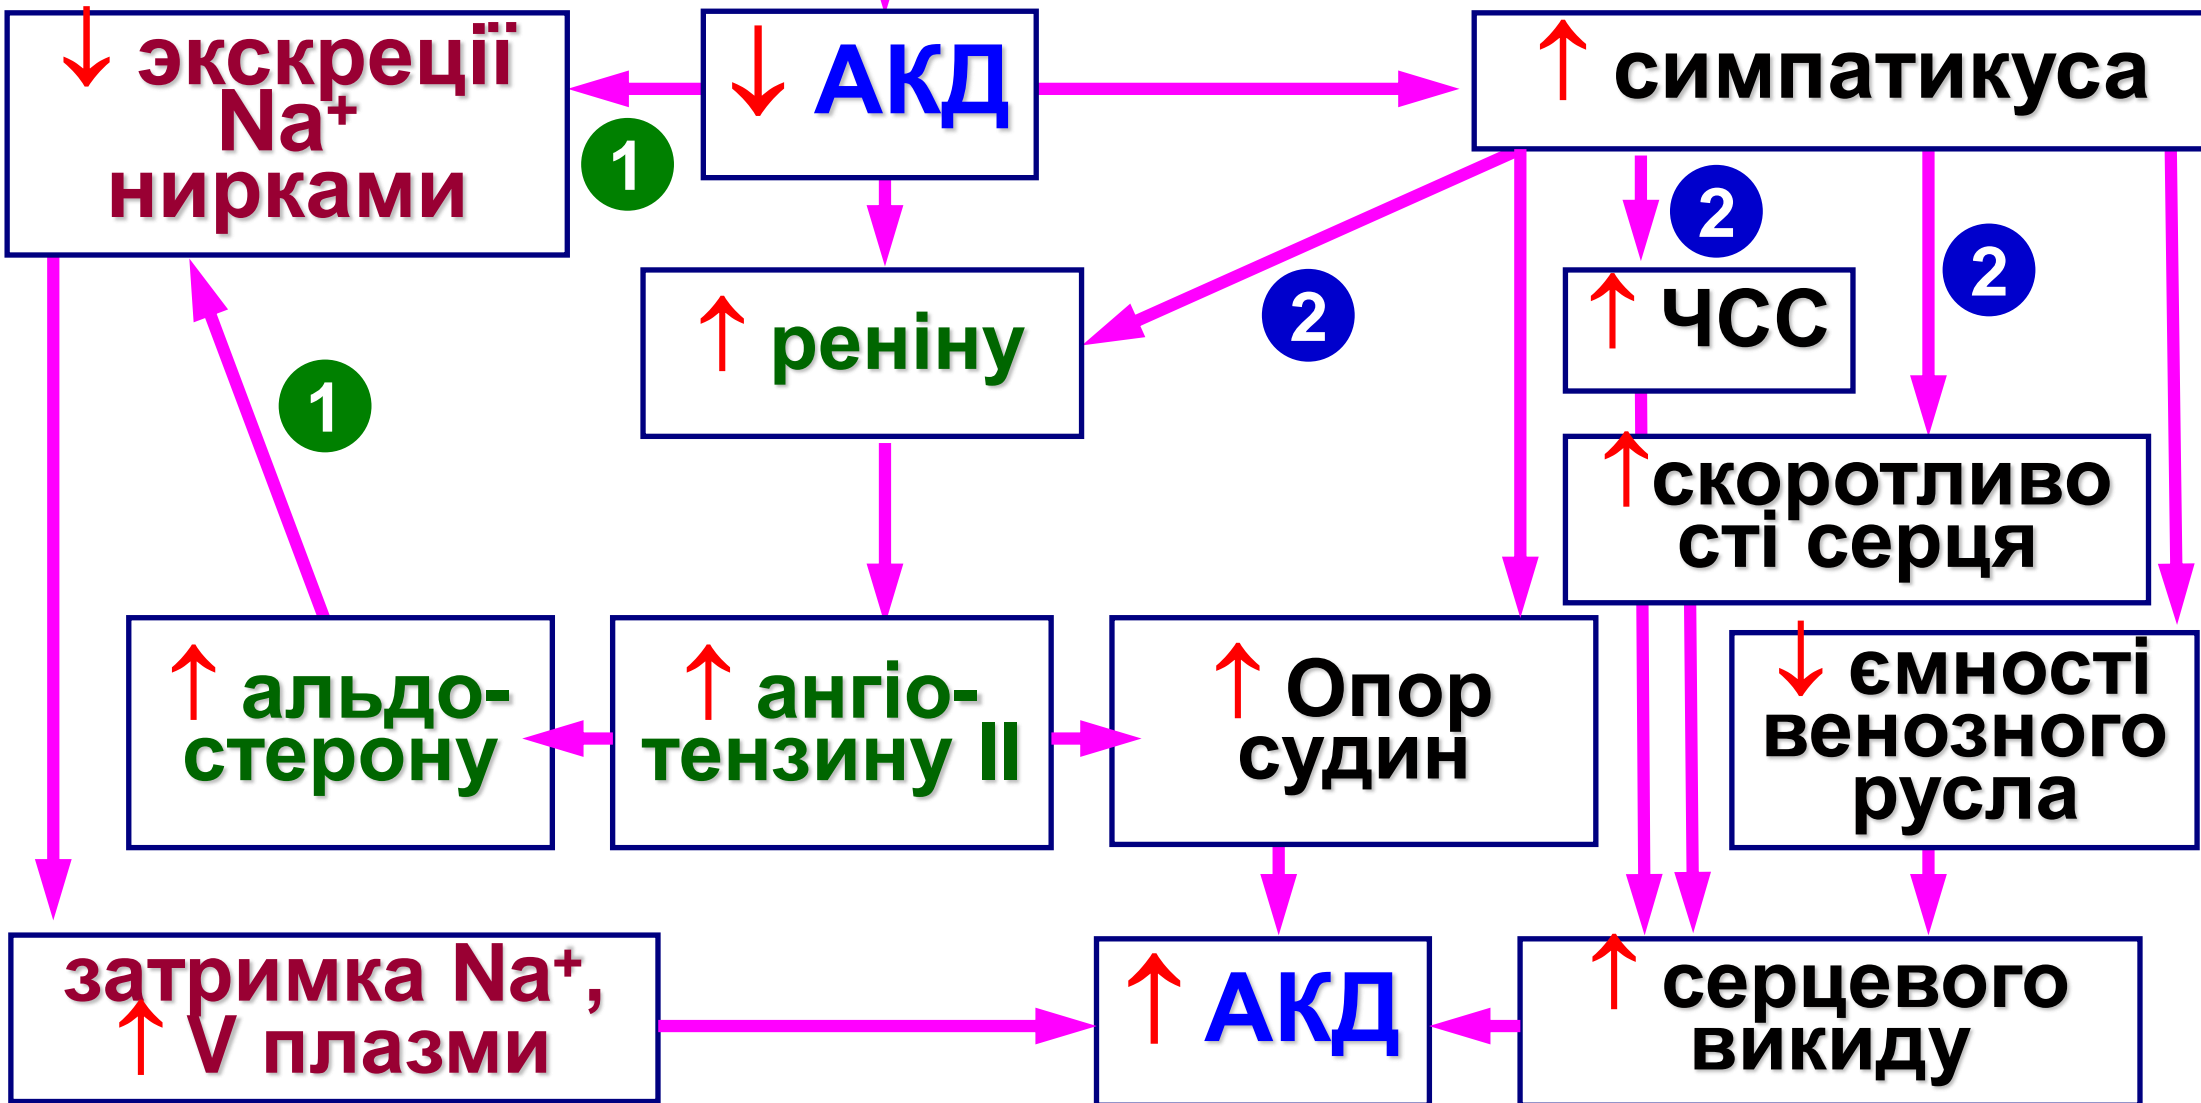 ↓ экскреції
Na⁺
нирками
↓ АКД
↑ симпатикуса
1
2
2
2
↑ реніну
↑ ЧСС
1
↑скоротливо
сті серця
↑ альдо-
стерону
↑ ангіо-
тензину II
↑ Опор
судин
↓ ємності
венозного
русла
затримка Na⁺,
↑ V плазми
↑ АКД
↑ серцевого
викиду